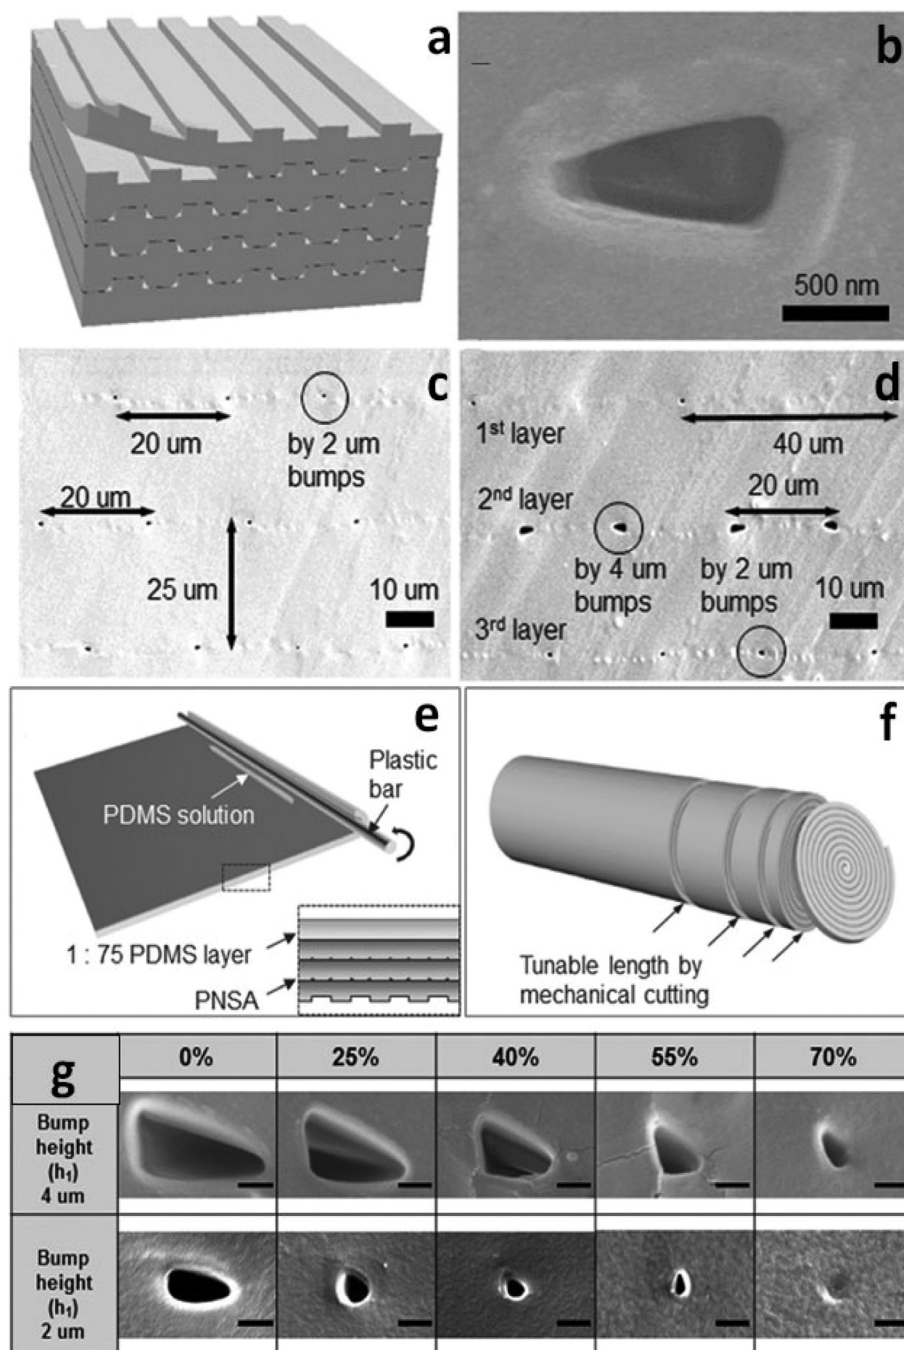 a
b
500 nm
c
20 um
by 2 um
bumps
20 um
25 um
10 um
d
1st layer
40 um
2nd layer
20 um
by 4 um
bumps
by 2 um
bumps
10 um
3rd layer
e
Plastic
bar
PDMS solution
1 : 75 PDMS layer
PNSA
f
Tunable length by
mechanical cutting
g
0% 25% 40% 55% 70%
Bump
height
(h1)
4 um
Bump
height
(h1)
2 um